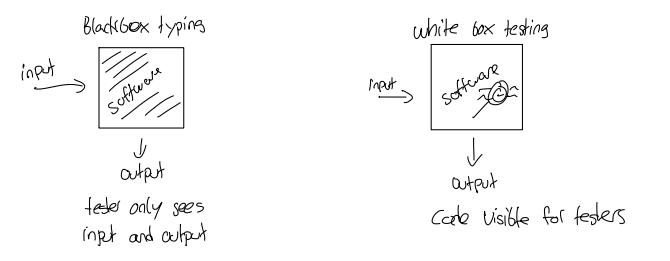 Blackbox typing
input
software
output
tester only sees
input and output
White box testing
input
software
output
Code visible for testers